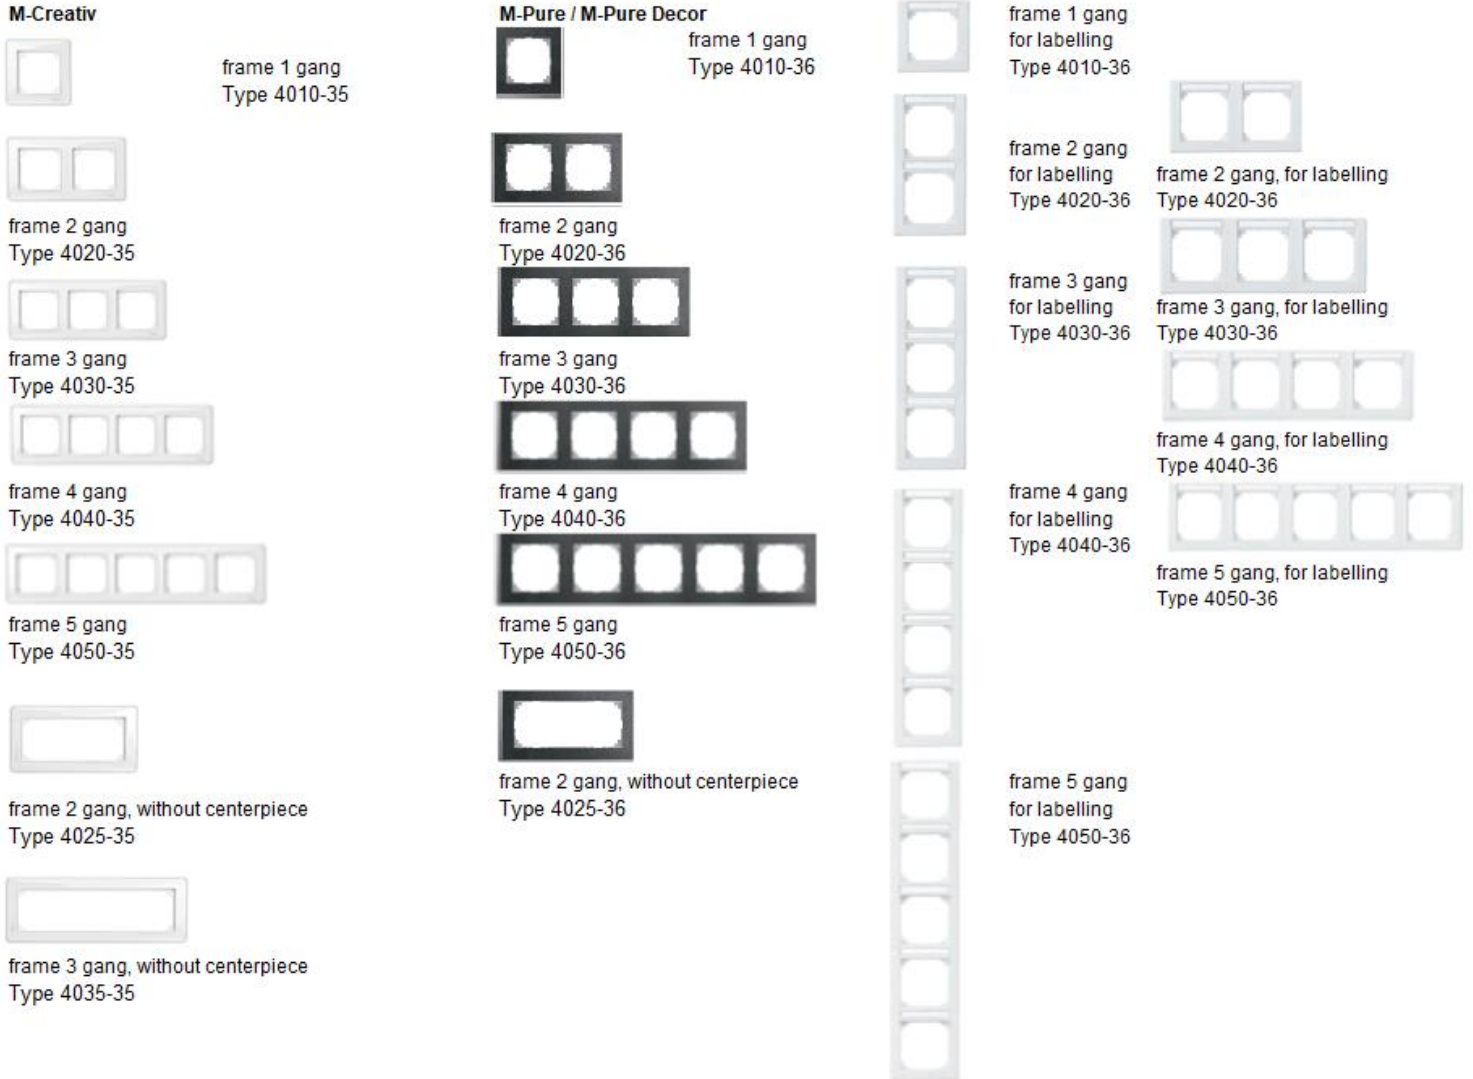 M-Creativ
frame 1 gang
Type 4010-35
frame 2 gang
Type 4020-35
frame 3 gang
Type 4030-35
frame 4 gang
Type 4040-35
frame 5 gang
Type 4050-35
frame 2 gang, without centerpiece
Type 4025-35
frame 3 gang, without centerpiece
Type 4035-35
M-Pure / M-Pure Decor
frame 1 gang
Type 4010-36
frame 2 gang
Type 4020-36
frame 3 gang
Type 4030-36
frame 4 gang
Type 4040-36
frame 5 gang
Type 4050-36
frame 2 gang, without centerpiece
Type 4025-36
frame 1 gang
for labelling
Type 4010-36
frame 2 gang
for labelling
Type 4020-36
frame 3 gang
for labelling
Type 4030-36
frame 4 gang
for labelling
Type 4040-36
frame 5 gang
for labelling
Type 4050-36
frame 2 gang, for labelling
Type 4020-36
frame 3 gang, for labelling
Type 4030-36
frame 4 gang, for labelling
Type 4040-36
frame 5 gang, for labelling
Type 4050-36